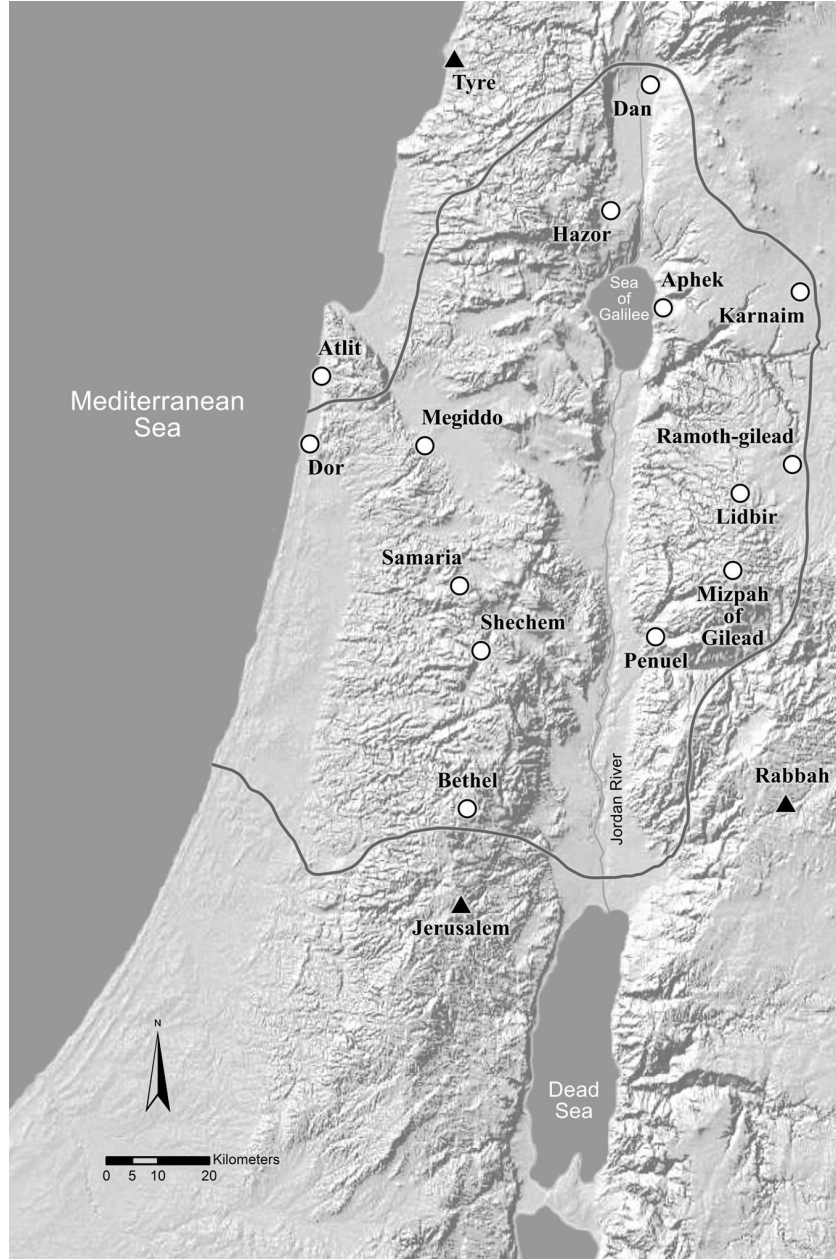 Tyre
Dan
Hazor
Sea
of
Galilee
Aphek
Karnaim
Atlit
Mediterranean
Sea
Megiddo
Ramoth-gilead
Dor
Lidbir
Samaria
Mizpah
of
Gilead
Shechem
Penuel
Jordan River
Rabbah
Bethel
Jerusalem
N
Dead
Sea
Kilometers
0 5 10 20